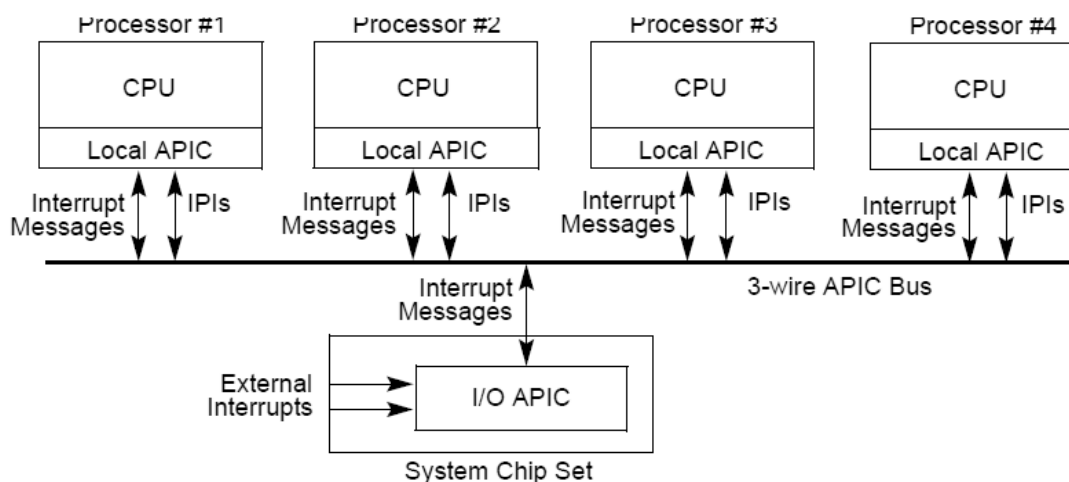 Processor #1
Processor #2
Processor #3
Processor #4
CPU
CPU
CPU
CPU
Local APIC
Local APIC
Local APIC
Local APIC
Interrupt
Messages
IPIs
Interrupt
Messages
IPIs
Interrupt
Messages
IPIs
Interrupt
Messages
IPIs
Interrupt
Messages
3-wire APIC Bus
External
Interrupts
I/O APIC
System Chip Set